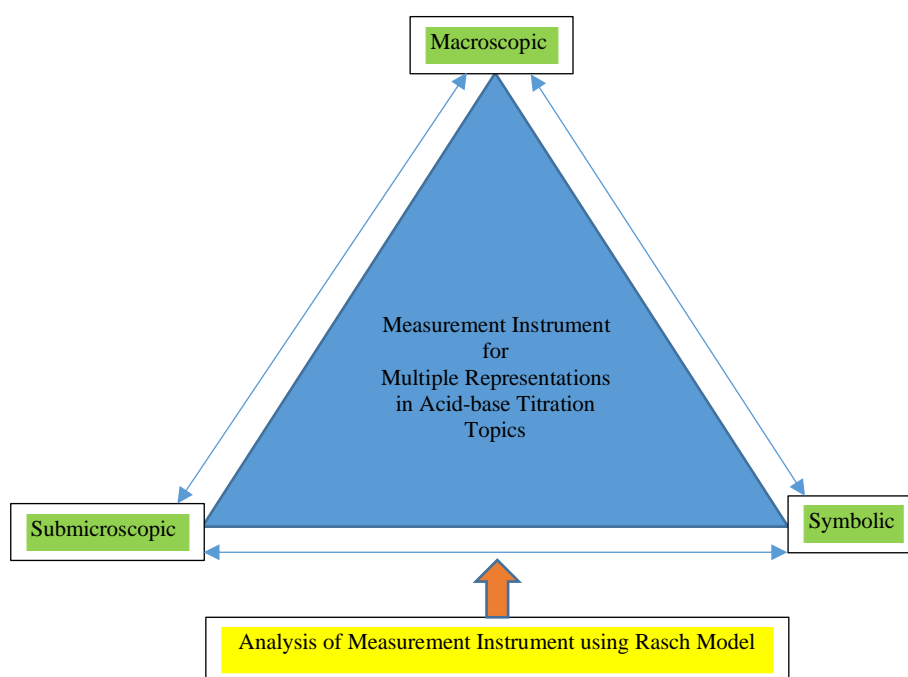 Macroscopic
Measurement Instrument
for
Multiple Representations
in Acid-base Titration
Topics
Submicroscopic
Symbolic
Analysis of Measurement Instrument using Rasch Model